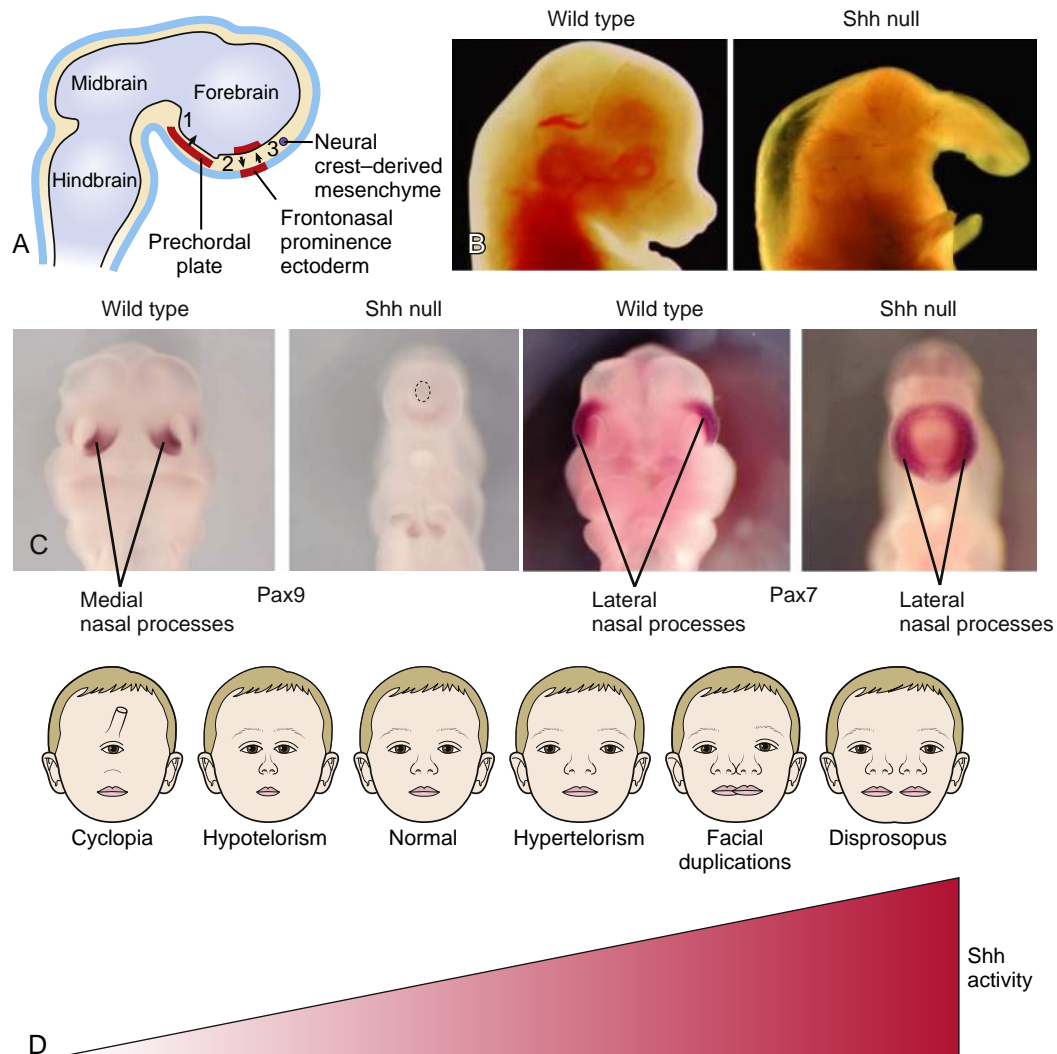 Wild type
Shh null
Midbrain
Forebrain
1
2
3
Hindbrain
Neural
crest–derived
mesenchyme
Frontonasal
prominence
ectoderm
Prechordal
plate
A
B
Wild type
Shh null
Wild type
Shh null
C
Medial
nasal processes
Pax9
Lateral
nasal processes
Pax7
Lateral
nasal processes
Cyclopia
Hypotelorism
Normal
Hypertelorism
Facial
duplications
Disprosopus
Shh
activity
D